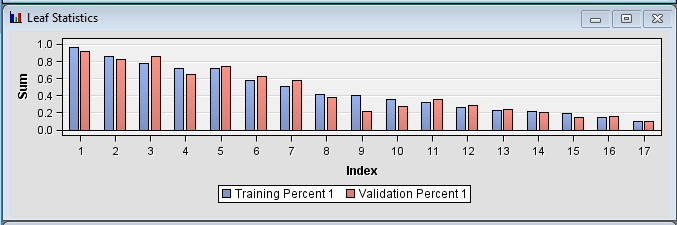 Leaf Statistics
1.0
0.8
0.6
0.4
0.2
0.0
Sum
1 2 3 4 5 6 7 8 9 10 11 12 13 14 15 16 17
Index
Training Percent 1 Validation Percent 1